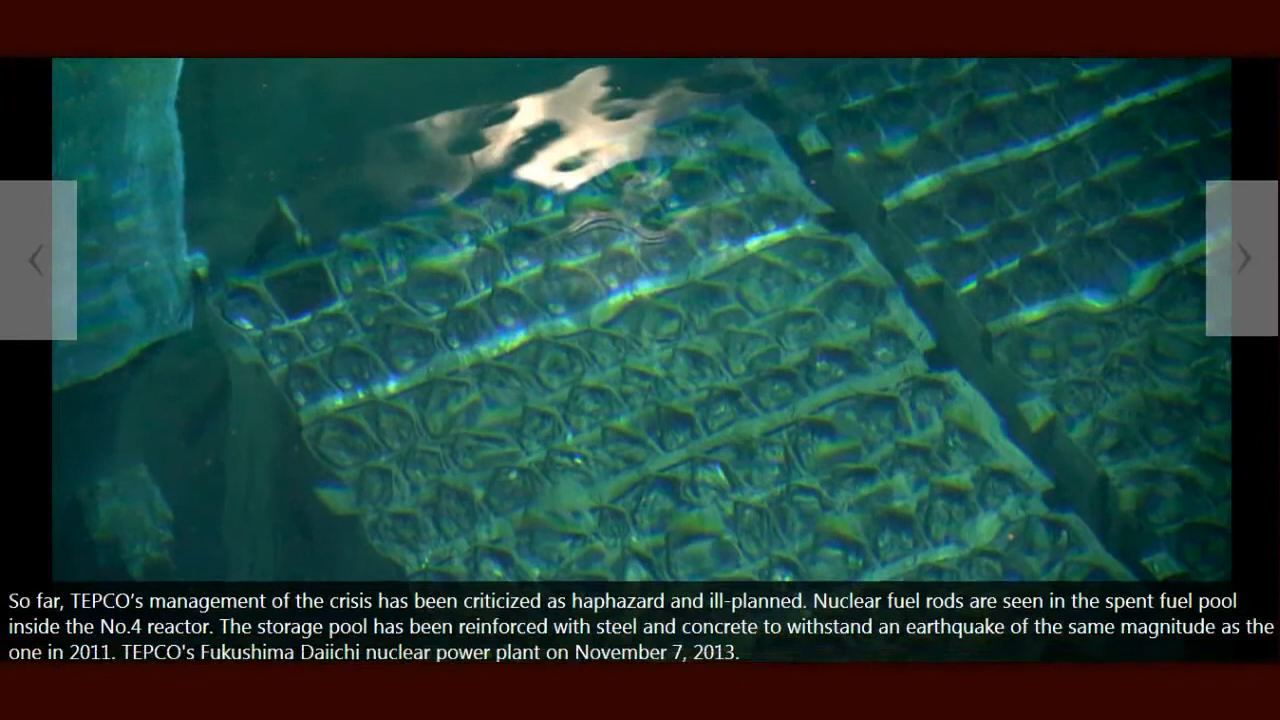 So far, TEPCO’s management of the crisis has been criticized as haphazard and ill-planned. Nuclear fuel rods are seen in the spent fuel pool
inside the No.4 reactor. The storage pool has been reinforced with steel and concrete to withstand an earthquake of the same magnitude as the
one in 2011. TEPCO's Fukushima Daiichi nuclear power plant on November 7, 2013.